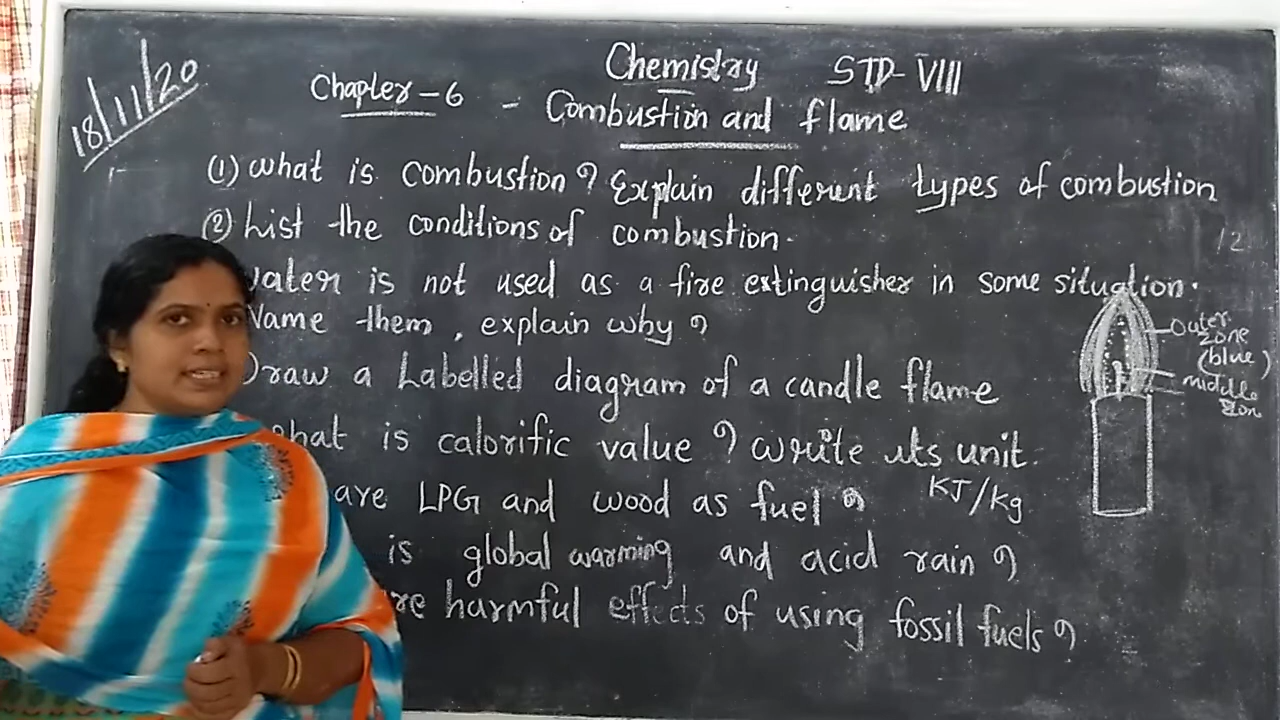 18/11/20
Chemistry STD-VIII
Chapter-6 - Combustion and flame
(1) What is combustion? Explain different types of combustion
(2) List the conditions of combustion.
12
water is not used as a fire extinguisher in some situation.
Name them, explain why?
Draw a Labelled diagram of a candle flame
what is calorific value? write its unit.
KJ/Kg
are LPG and wood as fuel?
is global warming and acid rain?
are harmful effects of using fossil fuels?
Outer
zone
(blue)
middle
zon